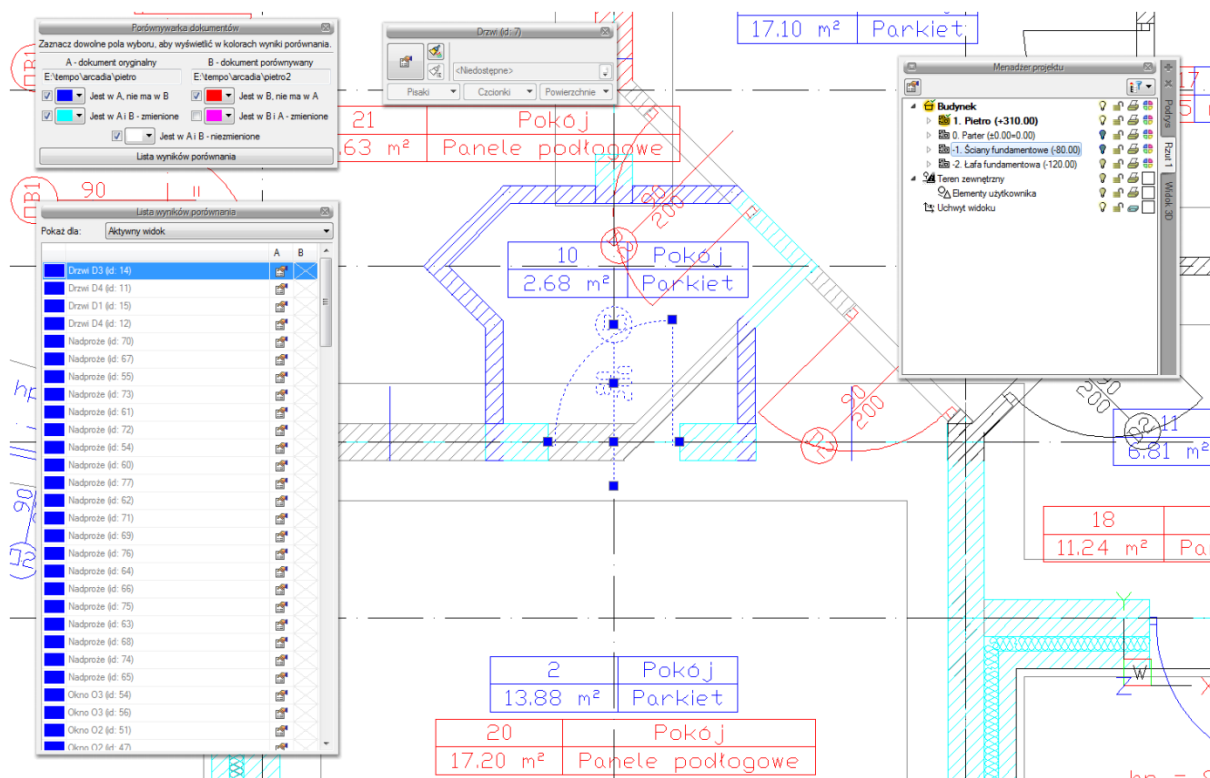 Porównywarka dokumentów
Zaznacz dowolne pola wyboru, aby wyświetlić w kolorach wyniki porównania.
A - dokument oryginalny
B - dokument porównywany
E:\tempo\arcadia\pietro
E:\tempo\arcadia\pietro2
Jest w A, nie ma w B
Jest w B, nie ma w A
Jest w A i B - zmienione
Jest w B i A - zmienione
Jest w A i B - niezmienione
Lista wyników porównania
Drzwi (id: 7)
<Niedostępne>
Pisaki
Czcionki
Powierzchnie
17.10 m² Parkiet
Menadżer projektu
Budynek
1. Pietro (+310.00)
0. Parter (±0.00=0.00)
-1. Ściany fundamentowe (-80.00)
-2. Łafa fundamentowa (-120.00)
Teren zewnętrzny
Elementy użytkownika
Uchwyt widoku
Podrys
Rzut 1
Widok 3D
21 Pokój
.63 m² Panele podłogowe
90
Lista wyników porównania
Pokaż dla:
Aktywny widok
A B
Drzwi D3 (id: 14)
Drzwi D4 (id: 11)
Drzwi D1 (id: 15)
Drzwi D4 (id: 12)
Nadproże (id: 70)
Nadproże (id: 67)
Nadproże (id: 55)
Nadproże (id: 73)
Nadproże (id: 61)
Nadproże (id: 72)
Nadproże (id: 54)
Nadproże (id: 60)
Nadproże (id: 77)
Nadproże (id: 62)
Nadproże (id: 71)
Nadproże (id: 69)
Nadproże (id: 76)
Nadproże (id: 64)
Nadproże (id: 66)
Nadproże (id: 75)
Nadproże (id: 63)
Nadproże (id: 68)
Nadproże (id: 74)
Nadproże (id: 65)
Okno O3 (id: 54)
Okno O3 (id: 56)
Okno O2 (id: 51)
Okno O2 (id: 47)
90
200
10 Pokój
2.68 m² Parkiet
90
200
200
11
6.81 m²
18
11.24 m² Pa
2 Pokój
13.88 m² Parkiet
20 Pokój
17.20 m² Panele podłogowe
Y
W
Z
X